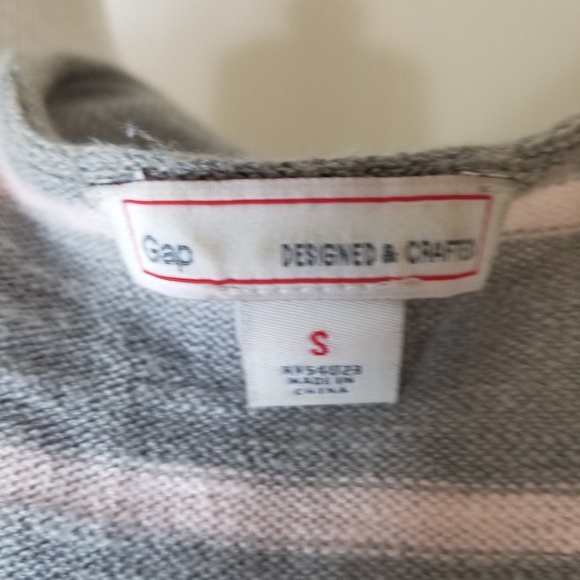 Gap DESIGNED & CRAFTED
S
MADE IN
CHINA